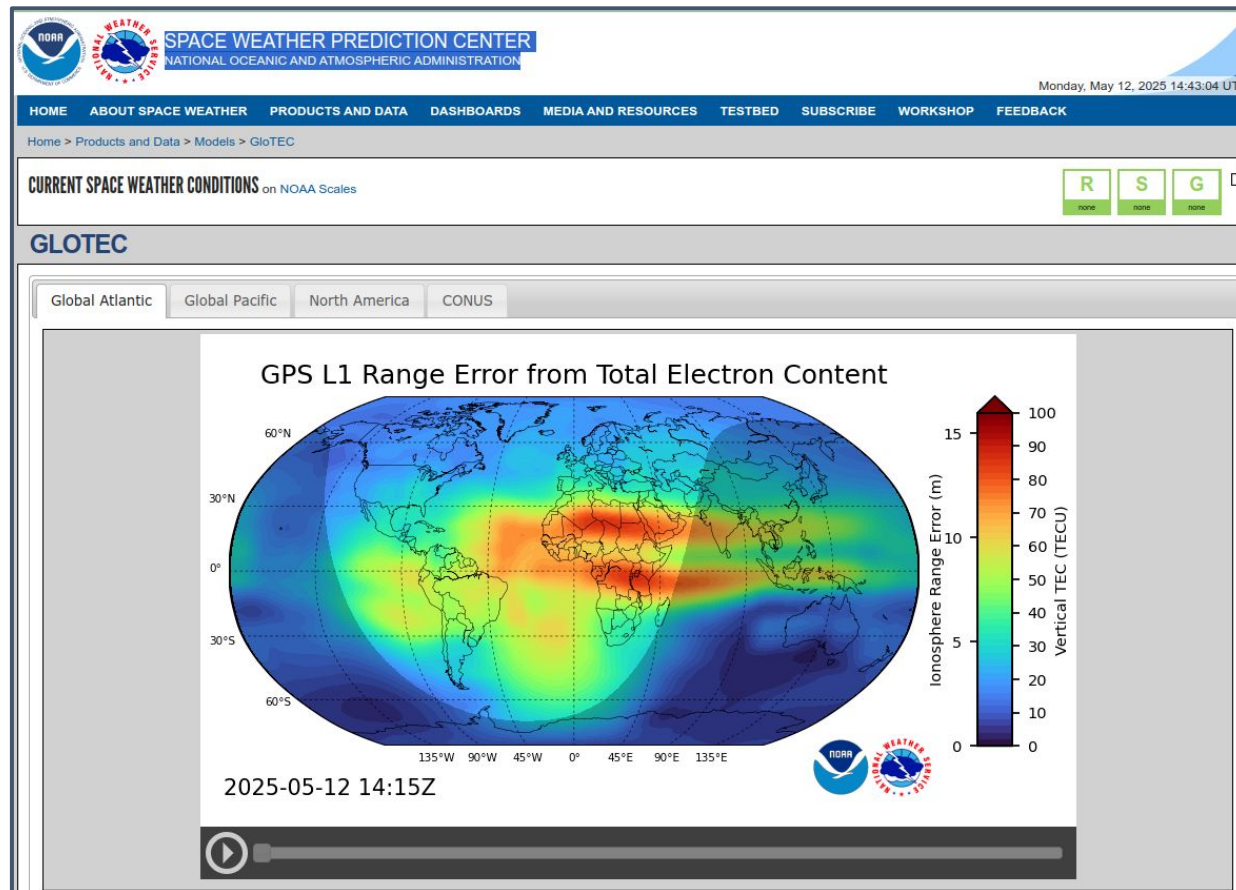 SPACE WEATHER PREDICTION CENTER
NATIONAL OCEANIC AND ATMOSPHERIC ADMINISTRATION
NOAA
Monday, May 12, 2025 14:43:04
HOME ABOUT SPACE WEATHER PRODUCTS AND DATA DASHBOARDS MEDIA AND RESOURCES TESTBED SUBSCRIBE WORKSHOP FEEDBACK
Home > Products and Data > Models > GloTEC
CURRENT SPACE WEATHER CONDITIONS on NOAA Scales
R S G
none none none
GLOTEC
Global Atlantic Global Pacific North America CONUS
GPS L1 Range Error from Total Electron Content
60°N
30°N
0°
30°S
60°S
135°W 90°W 45°W 0° 45°E 90°E 135°E
Ionosphere Range Error (m)
15
10
5
0
100
90
80
70
60
50
40
30
20
10
0
Vertical TEC (TECU)
NOAA
NATIONAL WEATHER SERVICE
2025-05-12 14:15Z